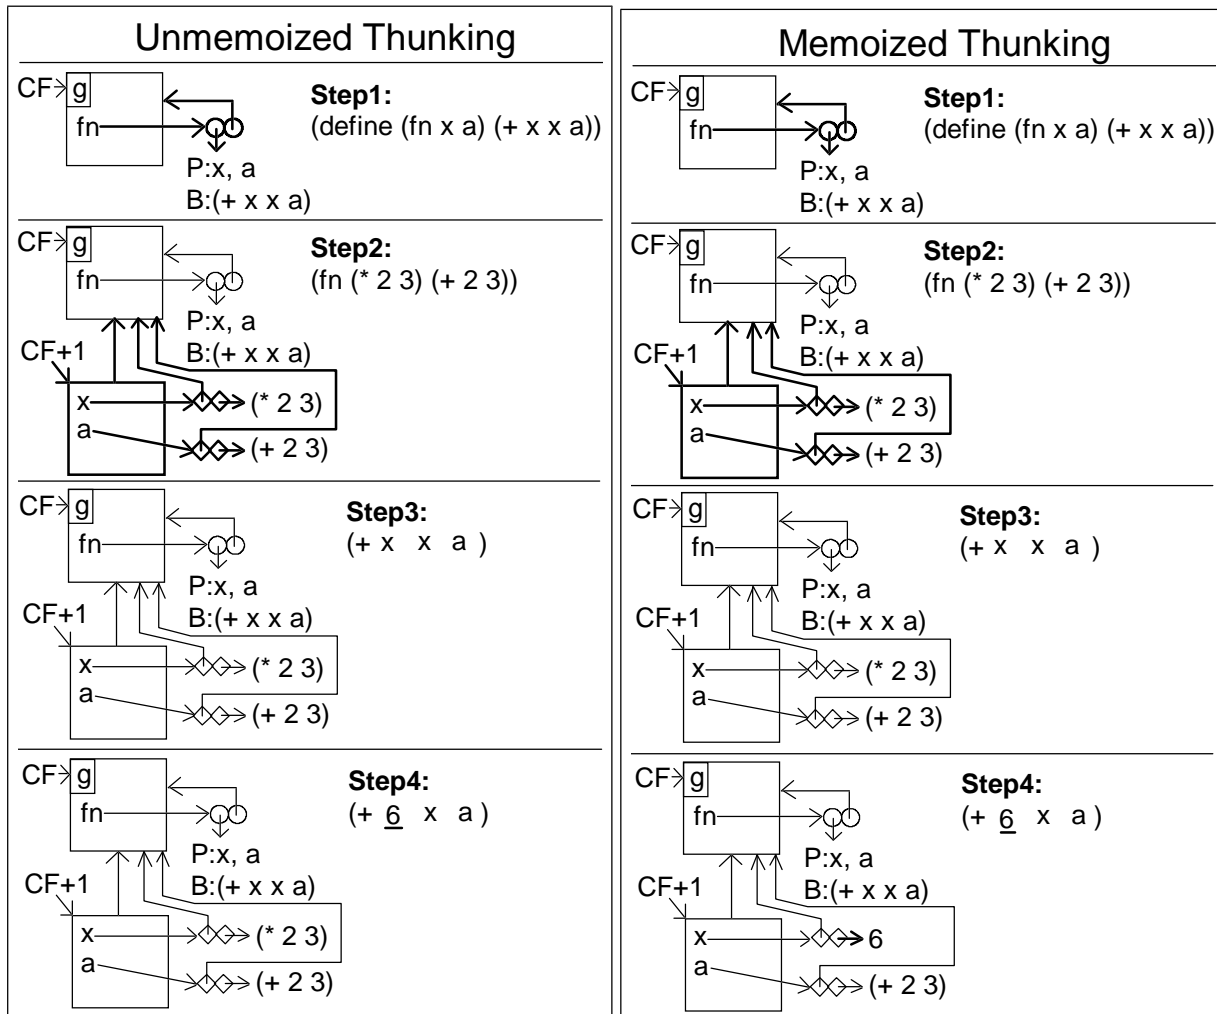 Unmemoized Thunking
CF g
fn
Step1:
(define (fn x a) (+ x x a))
P:x, a
B:(+ x x a)
CF g
fn
Step2:
(fn (* 2 3) (+ 2 3))
P:x, a
B:(+ x x a)
CF+1
x (* 2 3)
a (+ 2 3)
CF g
fn
Step3:
(+ x x a )
P:x, a
B:(+ x x a)
CF+1
x (* 2 3)
a (+ 2 3)
CF g
fn
Step4:
(+ 6 x a )
P:x, a
B:(+ x x a)
CF+1
x (* 2 3)
a (+ 2 3)
Memoized Thunking
CF g
fn
Step1:
(define (fn x a) (+ x x a))
P:x, a
B:(+ x x a)
CF g
fn
Step2:
(fn (* 2 3) (+ 2 3))
P:x, a
B:(+ x x a)
CF+1
x (* 2 3)
a (+ 2 3)
CF g
fn
Step3:
(+ x x a )
P:x, a
B:(+ x x a)
CF+1
x (* 2 3)
a (+ 2 3)
CF g
fn
Step4:
(+ 6 x a )
P:x, a
B:(+ x x a)
CF+1
x 6
a (+ 2 3)